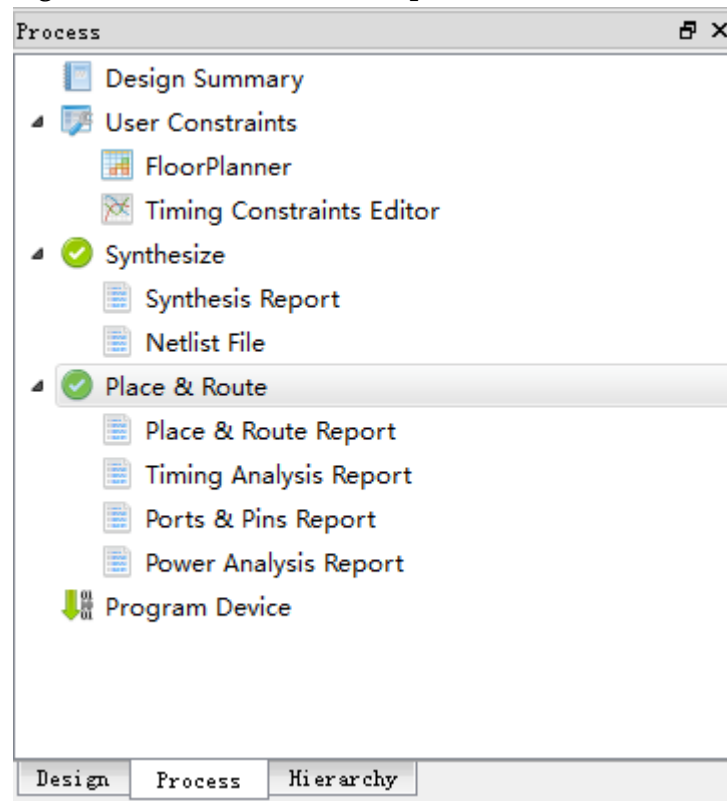 Process
Design Summary
User Constraints
FloorPlanner
Timing Constraints Editor
Synthesize
Synthesis Report
Netlist File
Place & Route
Place & Route Report
Timing Analysis Report
Ports & Pins Report
Power Analysis Report
Program Device
Design Process Hierarchy